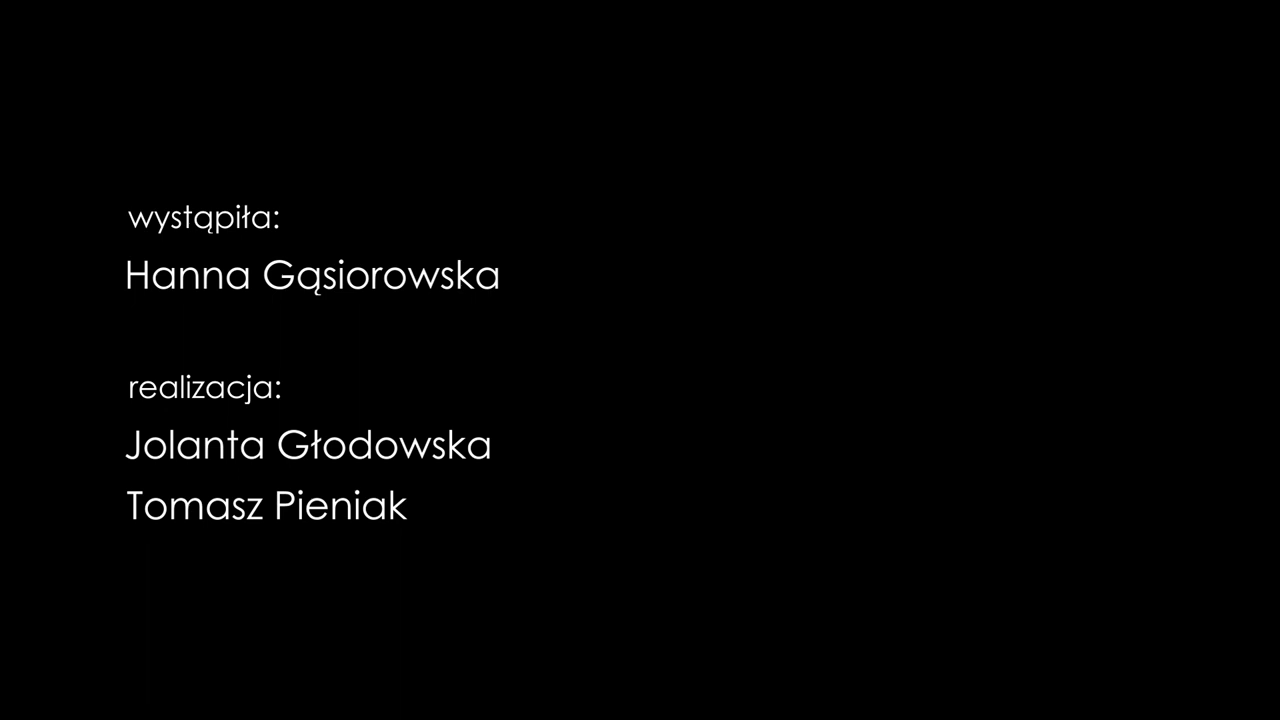 wystąpiła:
Hanna Gąsiorowska
realizacja:
Jolanta Głodowska
Tomasz Pieniak